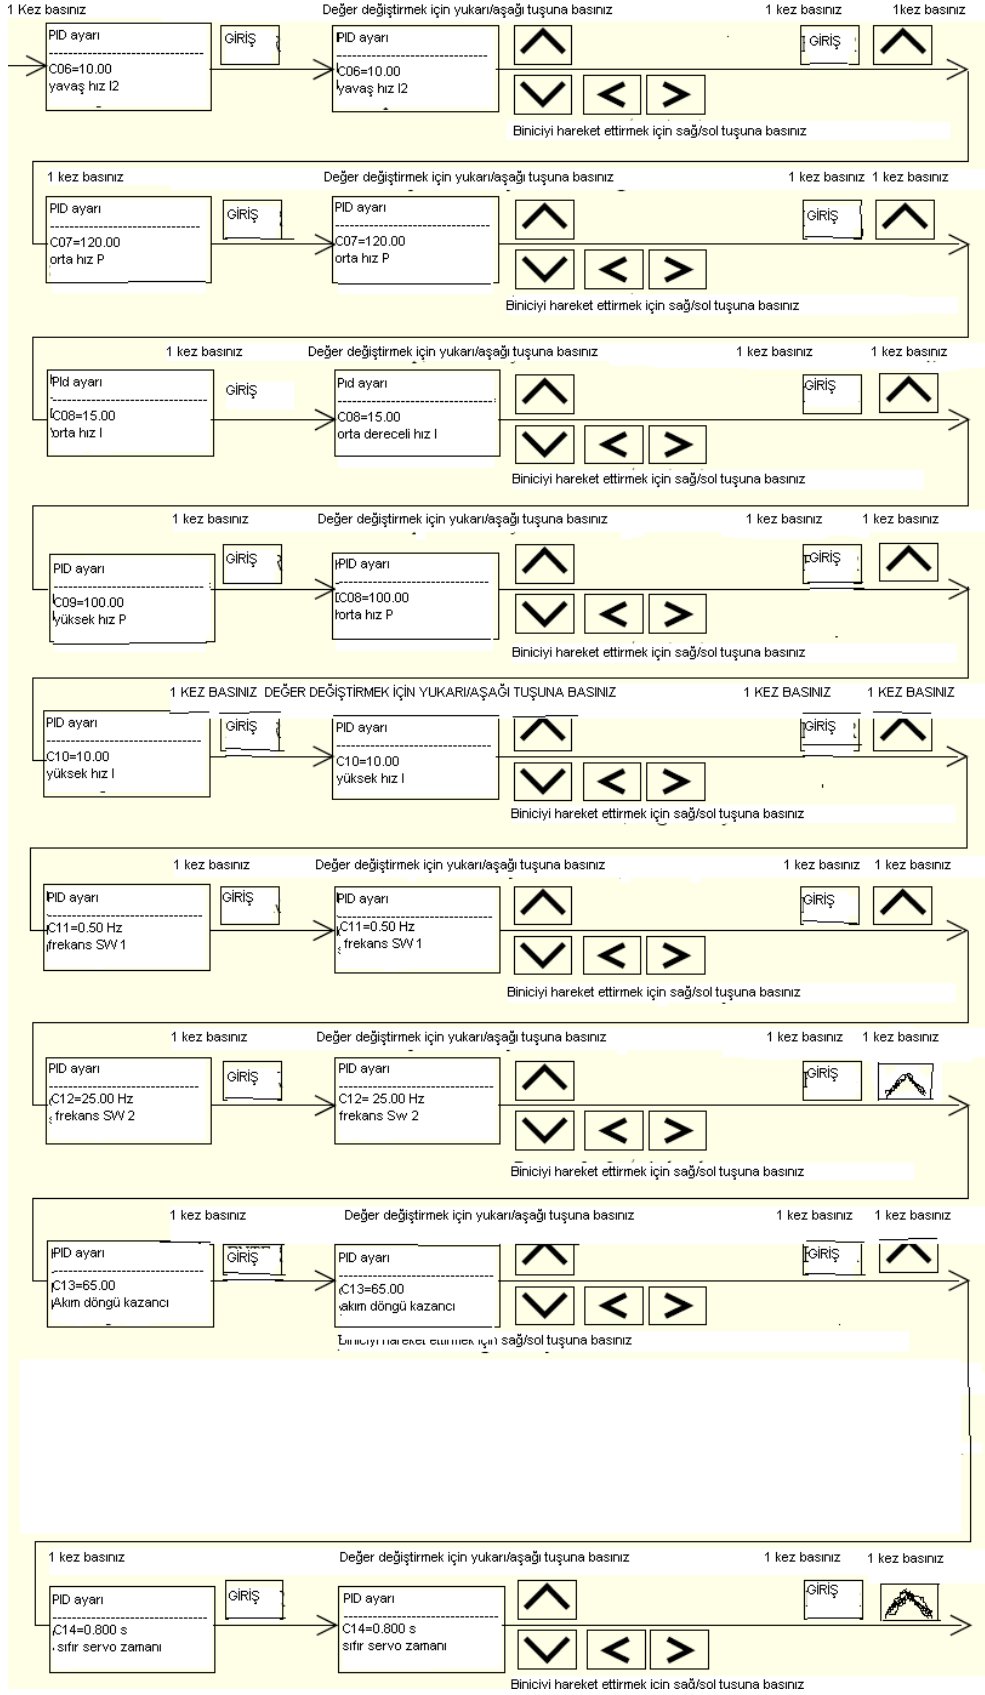 1 Kez basınız Değer değiştirmek için yukarı/aşağı tuşuna basınız 1 kez basınız 1kez basınız
PID ayarı GİRİŞ PID ayarı GİRİŞ
C06=10.00 C06=10.00
yavaş hız I2 yavaş hız I2
Biniciyi hareket ettirmek için sağ/sol tuşuna basınız
1 kez basınız Değer değiştirmek için yukarı/aşağı tuşuna basınız 1 kez basınız 1 kez basınız
PID ayarı GİRİŞ PID ayarı GİRİŞ
C07=120.00 C07=120.00
orta hız P orta hız P
Biniciyi hareket ettirmek için sağ/sol tuşuna basınız
1 kez basınız Değer değiştirmek için yukarı/aşağı tuşuna basınız 1 kez basınız 1 kez basınız
PId ayarı GİRİŞ Pıd ayarı GİRİŞ
C08=15.00 C08=15.00
orta hız I orta dereceli hız I
Biniciyi hareket ettirmek için sağ/sol tuşuna basınız
1 kez basınız Değer değiştirmek için yukarı/aşağı tuşuna basınız 1 kez basınız 1 kez basınız
PID ayarı GİRİŞ PID ayarı GİRİŞ
C09=100.00 C08=100.00
yüksek hız P orta hız P
Biniciyi hareket ettirmek için sağ/sol tuşuna basınız
1 KEZ BASINIZ DEĞER DEĞİŞTİRMEK İÇİN YUKARI/AŞAĞI TUŞUNA BASINIZ 1 KEZ BASINIZ 1 KEZ BASINIZ
PID ayarı GİRİŞ PID ayarı GİRİŞ
C10=10.00 C10=10.00
yüksek hız I yüksek hız I
Biniciyi hareket ettirmek için sağ/sol tuşuna basınız
1 kez basınız Değer değiştirmek için yukarı/aşağı tuşuna basınız 1 kez basınız 1 kez basınız
PID ayarı GİRİŞ PID ayarı GİRİŞ
C11=0.50 Hz C11=0.50 Hz
frekans SW 1 frekans SW 1
Biniciyi hareket ettirmek için sağ/sol tuşuna basınız
1 kez basınız Değer değiştirmek için yukarı/aşağı tuşuna basınız 1 kez basınız 1 kez basınız
PID ayarı GİRİŞ PID ayarı GİRİŞ
C12=25.00 Hz C12= 25.00 Hz
frekans SW 2 frekans Sw 2
Biniciyi hareket ettirmek için sağ/sol tuşuna basınız
1 kez basınız Değer değiştirmek için yukarı/aşağı tuşuna basınız 1 kez basınız 1 kez basınız
PID ayarı GİRİŞ PID ayarı GİRİŞ
C13=65.00 C13=65.00
Akım döngü kazancı akım döngü kazancı
Biniciyi hareket ettirmek için sağ/sol tuşuna basınız
1 kez basınız Değer değiştirmek için yukarı/aşağı tuşuna basınız 1 kez basınız 1 kez basınız
PID ayarı GİRİŞ PID ayarı GİRİŞ
C14=0.800 s C14=0.800 s
sıfır servo zamanı sıfır servo zamanı
Biniciyi hareket ettirmek için sağ/sol tuşuna basınız